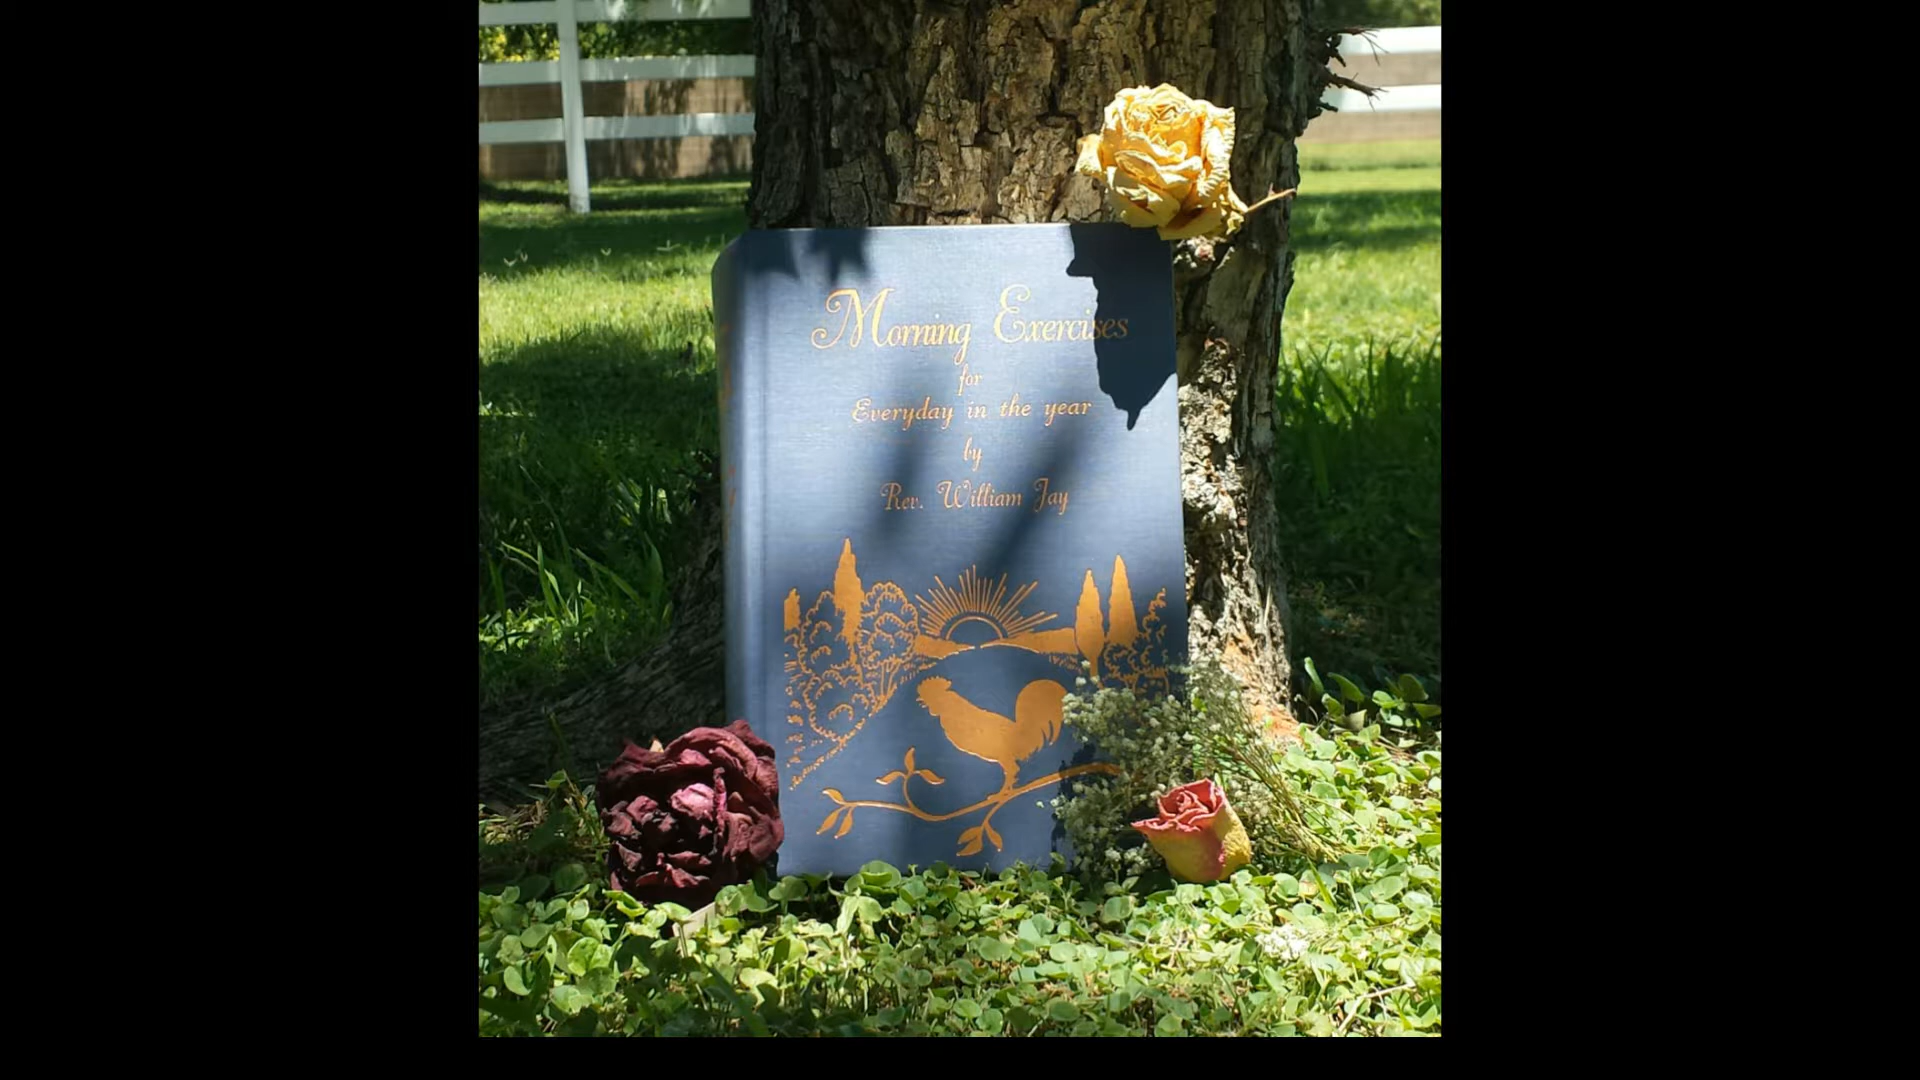 Morning Exercises
for
Everyday in the year
by
Rev. William Jay